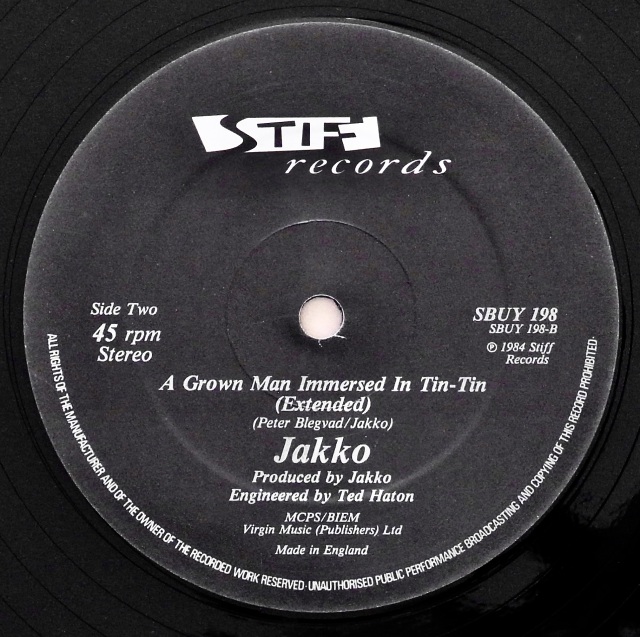 STIFF
records
Side Two
45 rpm
Stereo
SBUY 198
SBUY 198-B
℗ 1984 Stiff
Records
A Grown Man Immersed In Tin-Tin
(Extended)
(Peter Blegvad/Jakko)
Jakko
Produced by Jakko
Engineered by Ted Haton
MCPS/BIEM
Virgin Music (Publishers) Ltd
Made in England
ALL RIGHTS OF THE MANUFACTURER AND OF THE OWNER OF THE RECORDED WORK RESERVED · UNAUTHORISED PUBLIC PERFORMANCE BROADCASTING AND COPYING OF THIS RECORD PROHIBITED ·